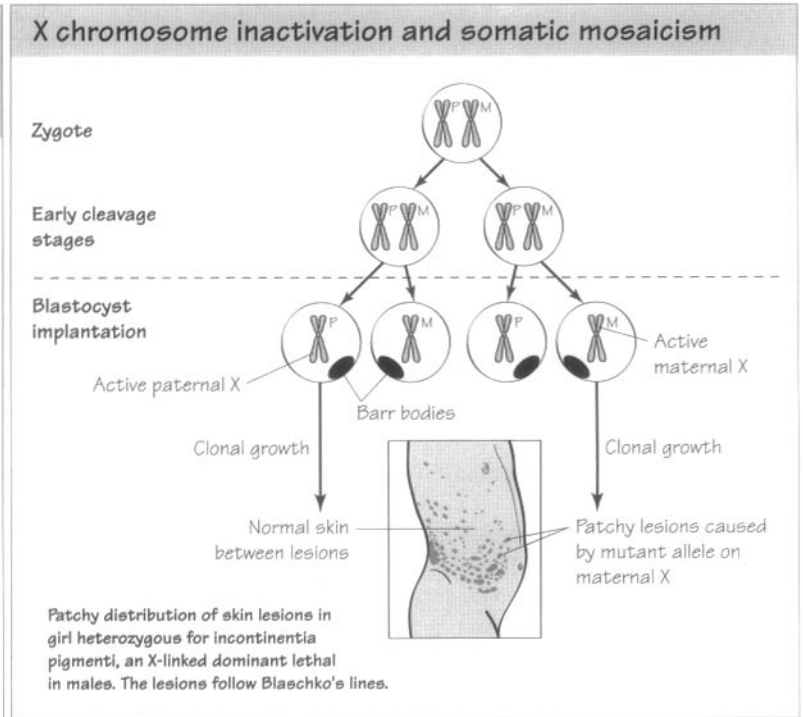 X chromosome inactivation and somatic mosaicism
Zygote
P M
Early cleavage
stages
P M
P M
Blastocyst
implantation
P
M
P
M
Active
maternal X
Active paternal X
Barr bodies
Clonal growth
Clonal growth
Normal skin
between lesions
Patchy lesions caused
by mutant allele on
maternal X
Patchy distribution of skin lesions in
girl heterozygous for incontinentia
pigmenti, an X-linked dominant lethal
in males. The lesions follow Blaschko's lines.